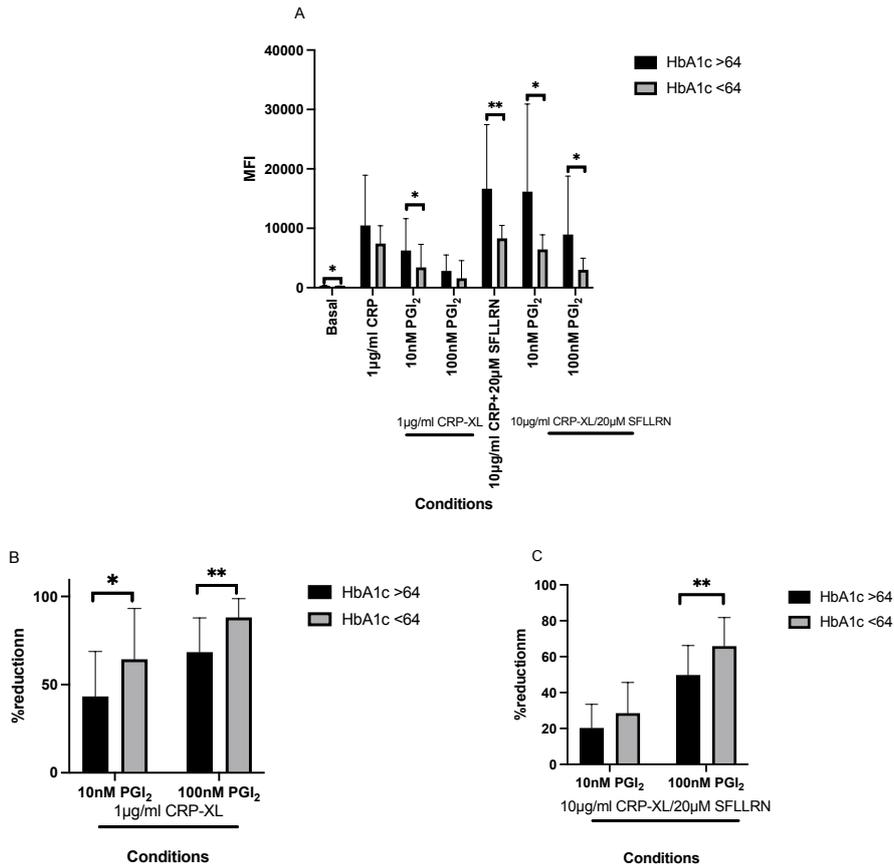 A
40000
30000
20000
10000
0
MFI
HbA1c >64
HbA1c <64
*
*
**
*
*
Basal
1µg/ml CRP
10nM PGI₂
100nM PGI₂
10µg/ml CRP+20µM SFLLRN
10nM PGI₂
100nM PGI₂
1µg/ml CRP-XL
10µg/ml CRP-XL/20µM SFLLRN
Conditions
B
100
50
0
%reductionn
*
**
HbA1c >64
HbA1c <64
10nM PGI₂
100nM PGI₂
1µg/ml CRP-XL
Conditions
C
100
80
60
40
20
0
%reductionm
**
HbA1c >64
HbA1c <64
10nM PGI₂
100nM PGI₂
10µg/ml CRP-XL/20µM SFLLRN
Conditions